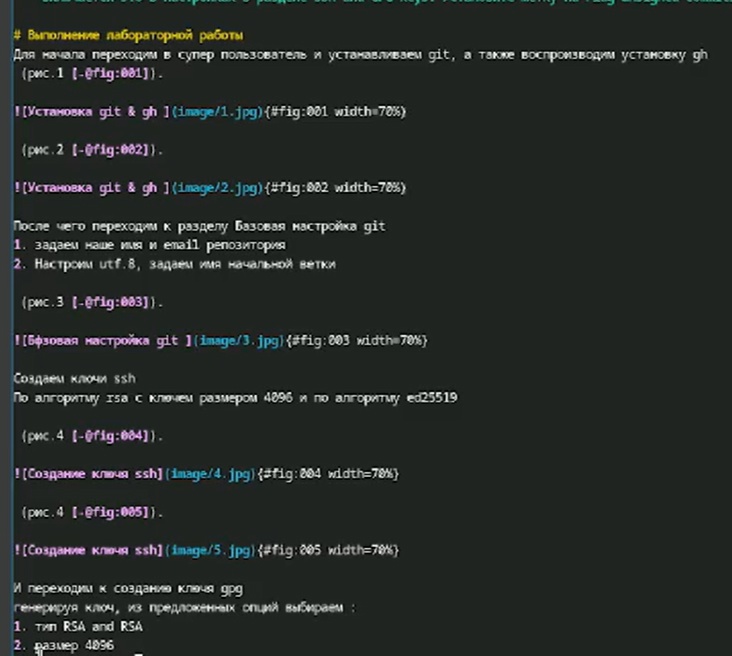 # Выполнение лабораторной работы
Для начала переходим в супер пользователь и устанавливаем git, а также воспроизводим установку gh
(рис.1 [-@fig:001]).
![Установка git & gh ](image/1.jpg){#fig:001 width=70%}
(рис.2 [-@fig:002]).
![Установка git & gh ](image/2.jpg){#fig:002 width=70%}
После чего переходим к разделу Базовая настройка git
1. задаем наше имя и email репозитория
2. Настроим utf.8, задаем имя начальной ветки
(рис.3 [-@fig:003]).
![Бфзовая настройка git ](image/3.jpg){#fig:003 width=70%}
Создаем ключи ssh
По алгоритму rsa с ключем размером 4096 и по алгоритму ed25519
(рис.4 [-@fig:004]).
![Создание ключа ssh](image/4.jpg){#fig:004 width=70%}
(рис.4 [-@fig:005]).
![Создание ключа ssh](image/5.jpg){#fig:005 width=70%}
И переходим к созданию ключа gpg
генерируя ключ, из предложенных опций выбираем :
1. тип RSA and RSA
2. размер 4096